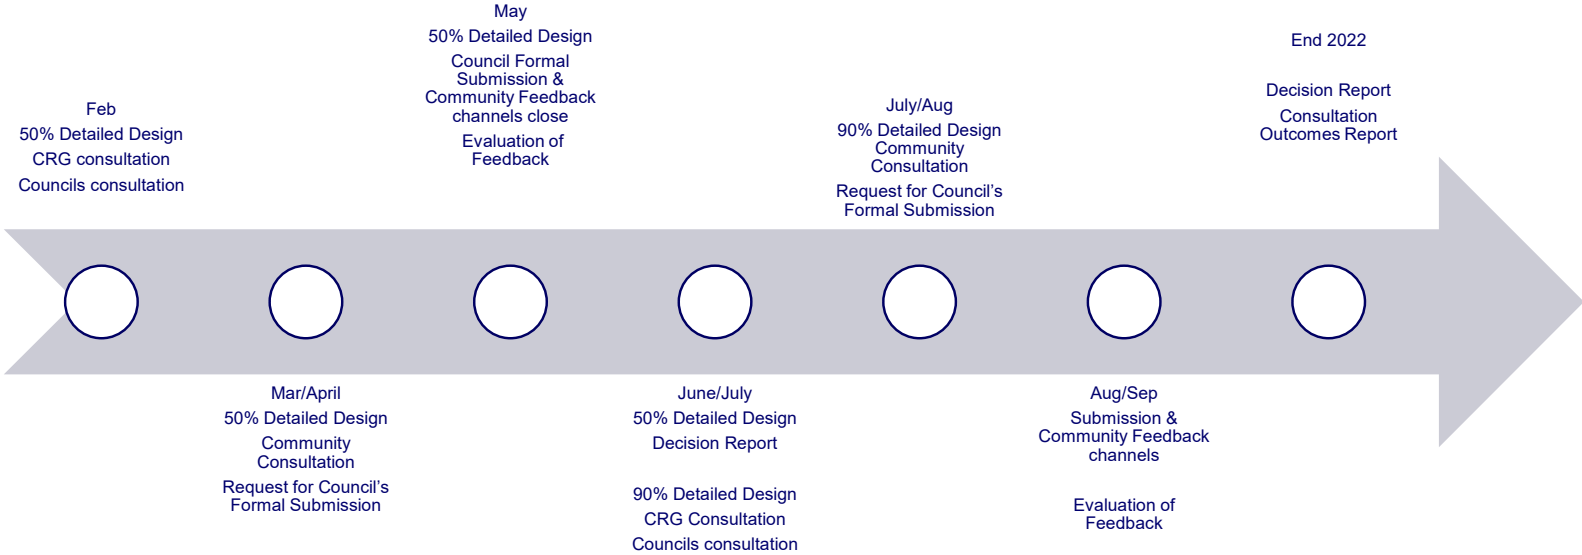 Feb
50% Detailed Design
CRG consultation
Councils consultation
Mar/April
50% Detailed Design
Community
Consultation
Request for Council's
Formal Submission
May
50% Detailed Design
Council Formal
Submission &
Community Feedback
channels close
Evaluation of
Feedback
June/July
50% Detailed Design
Decision Report
90% Detailed Design
CRG Consultation
Councils consultation
July/Aug
90% Detailed Design
Community
Consultation
Request for Council’s
Formal Submission
Aug/Sep
Submission &
Community Feedback
channels
Evaluation of
Feedback
End 2022
Decision Report
Consultation
Outcomes Report